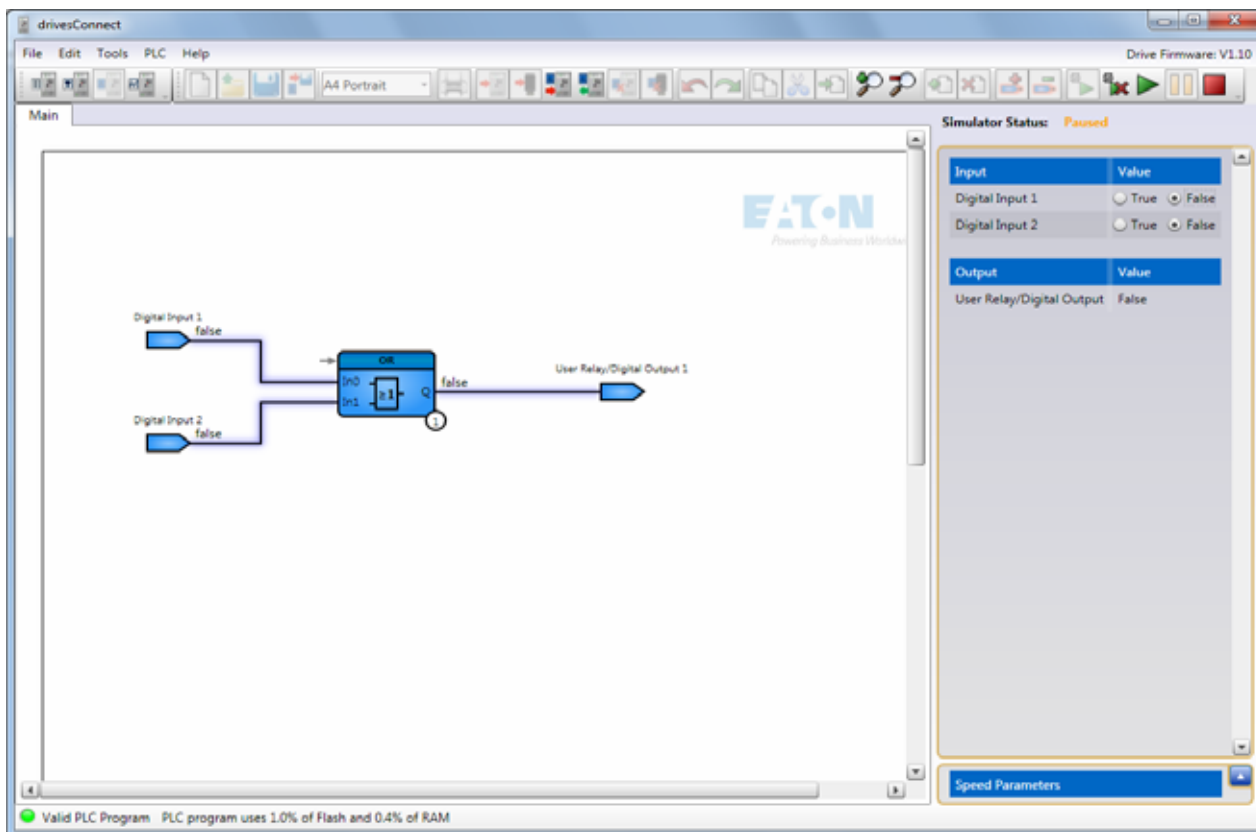 drivesConnect
File Edit Tools PLC Help
Drive Firmware: V1.10
A4 Portrait
Main
Simulator Status: Paused
EATON
Powering Business
Input Value
Digital Input 1 True False
Digital Input 2 True False
Output Value
User Relay/Digital Output False
Digital Input 1
false
OR
In0
In1
≥1
Q
false
1
User Relay/Digital Output 1
Digital Input 2
false
Speed Parameters
Valid PLC Program PLC program uses 1.0% of Flash and 0.4% of RAM